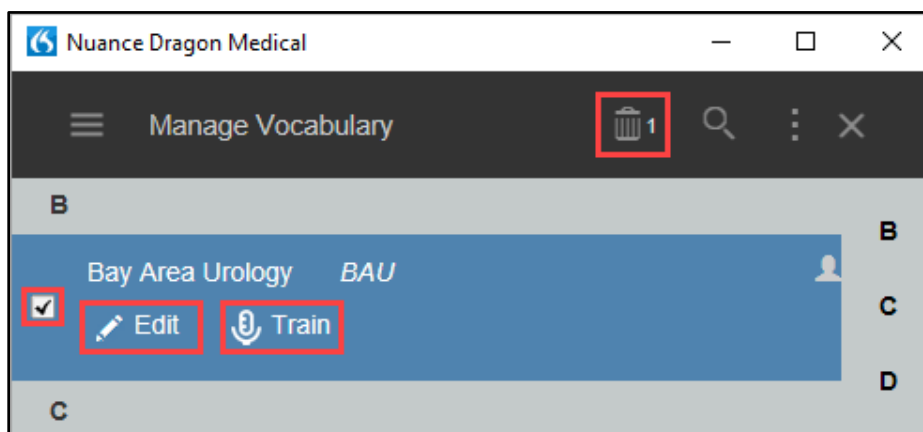 Nuance Dragon Medical
Manage Vocabulary 1
B
B
Bay Area Urology BAU
C
Edit Train
D
C